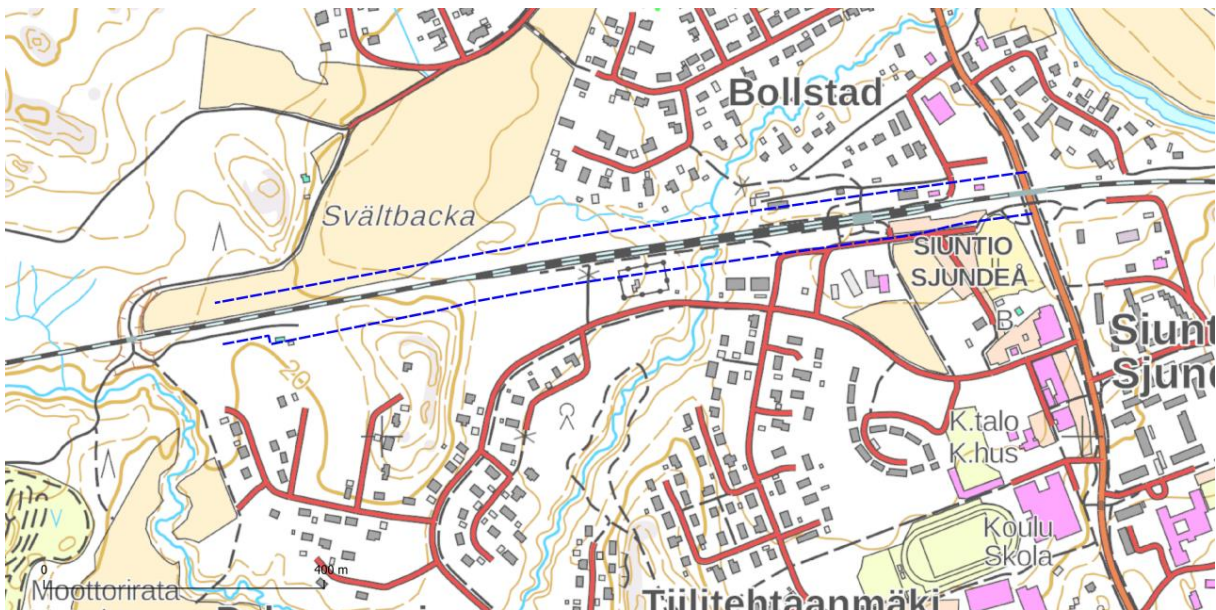 Bollstad
Svältbacka
SIUNTIO
SJUNDEÅ
B
Siunt
Sjund
20
K.talo
K.hus
Koulu
Skola
0
400 m
Moottorirata
Tiilitehtaanmäki